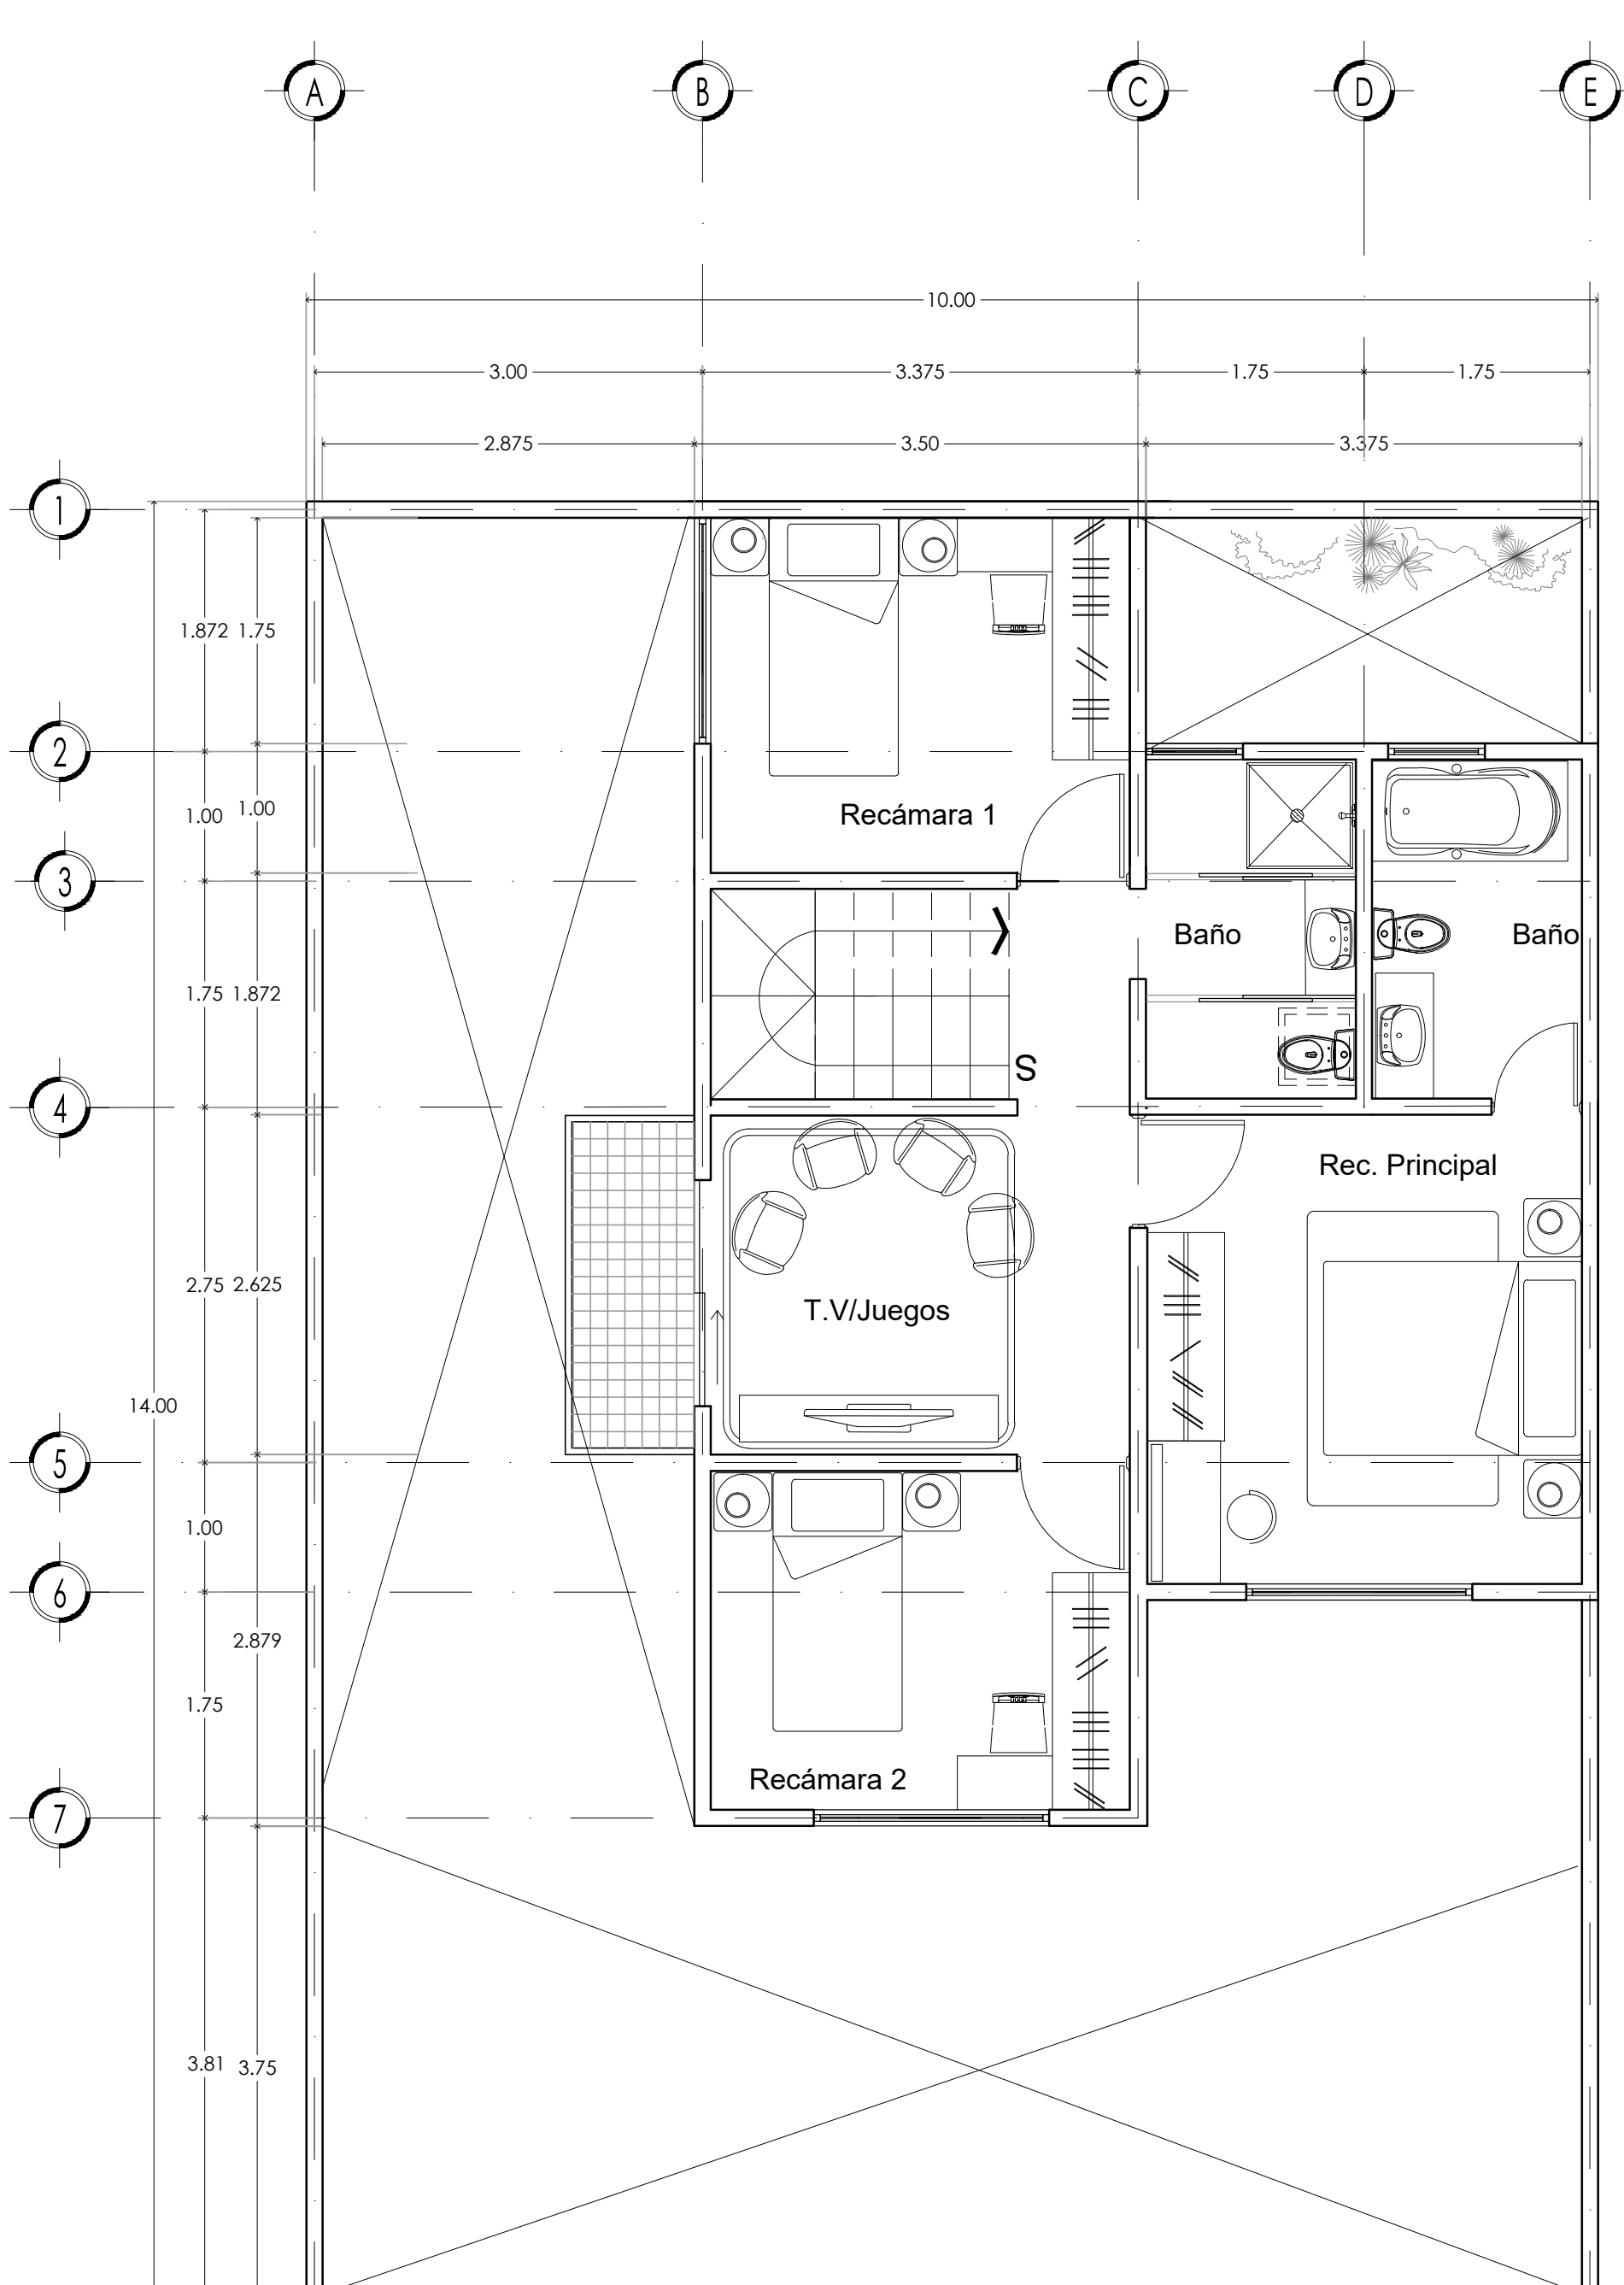 A B C D E
10.00
3.00 3.375 1.75 1.75
2.875 3.50 3.375
1
1.872 1.75
2
1.00 1.00
Recámara 1
3
Baño Baño
1.75 1.872
S
4
Rec. Principal
2.75 2.625
T.V/Juegos
14.00
5
1.00
6
2.879
1.75
Recámara 2
7
3.81 3.75